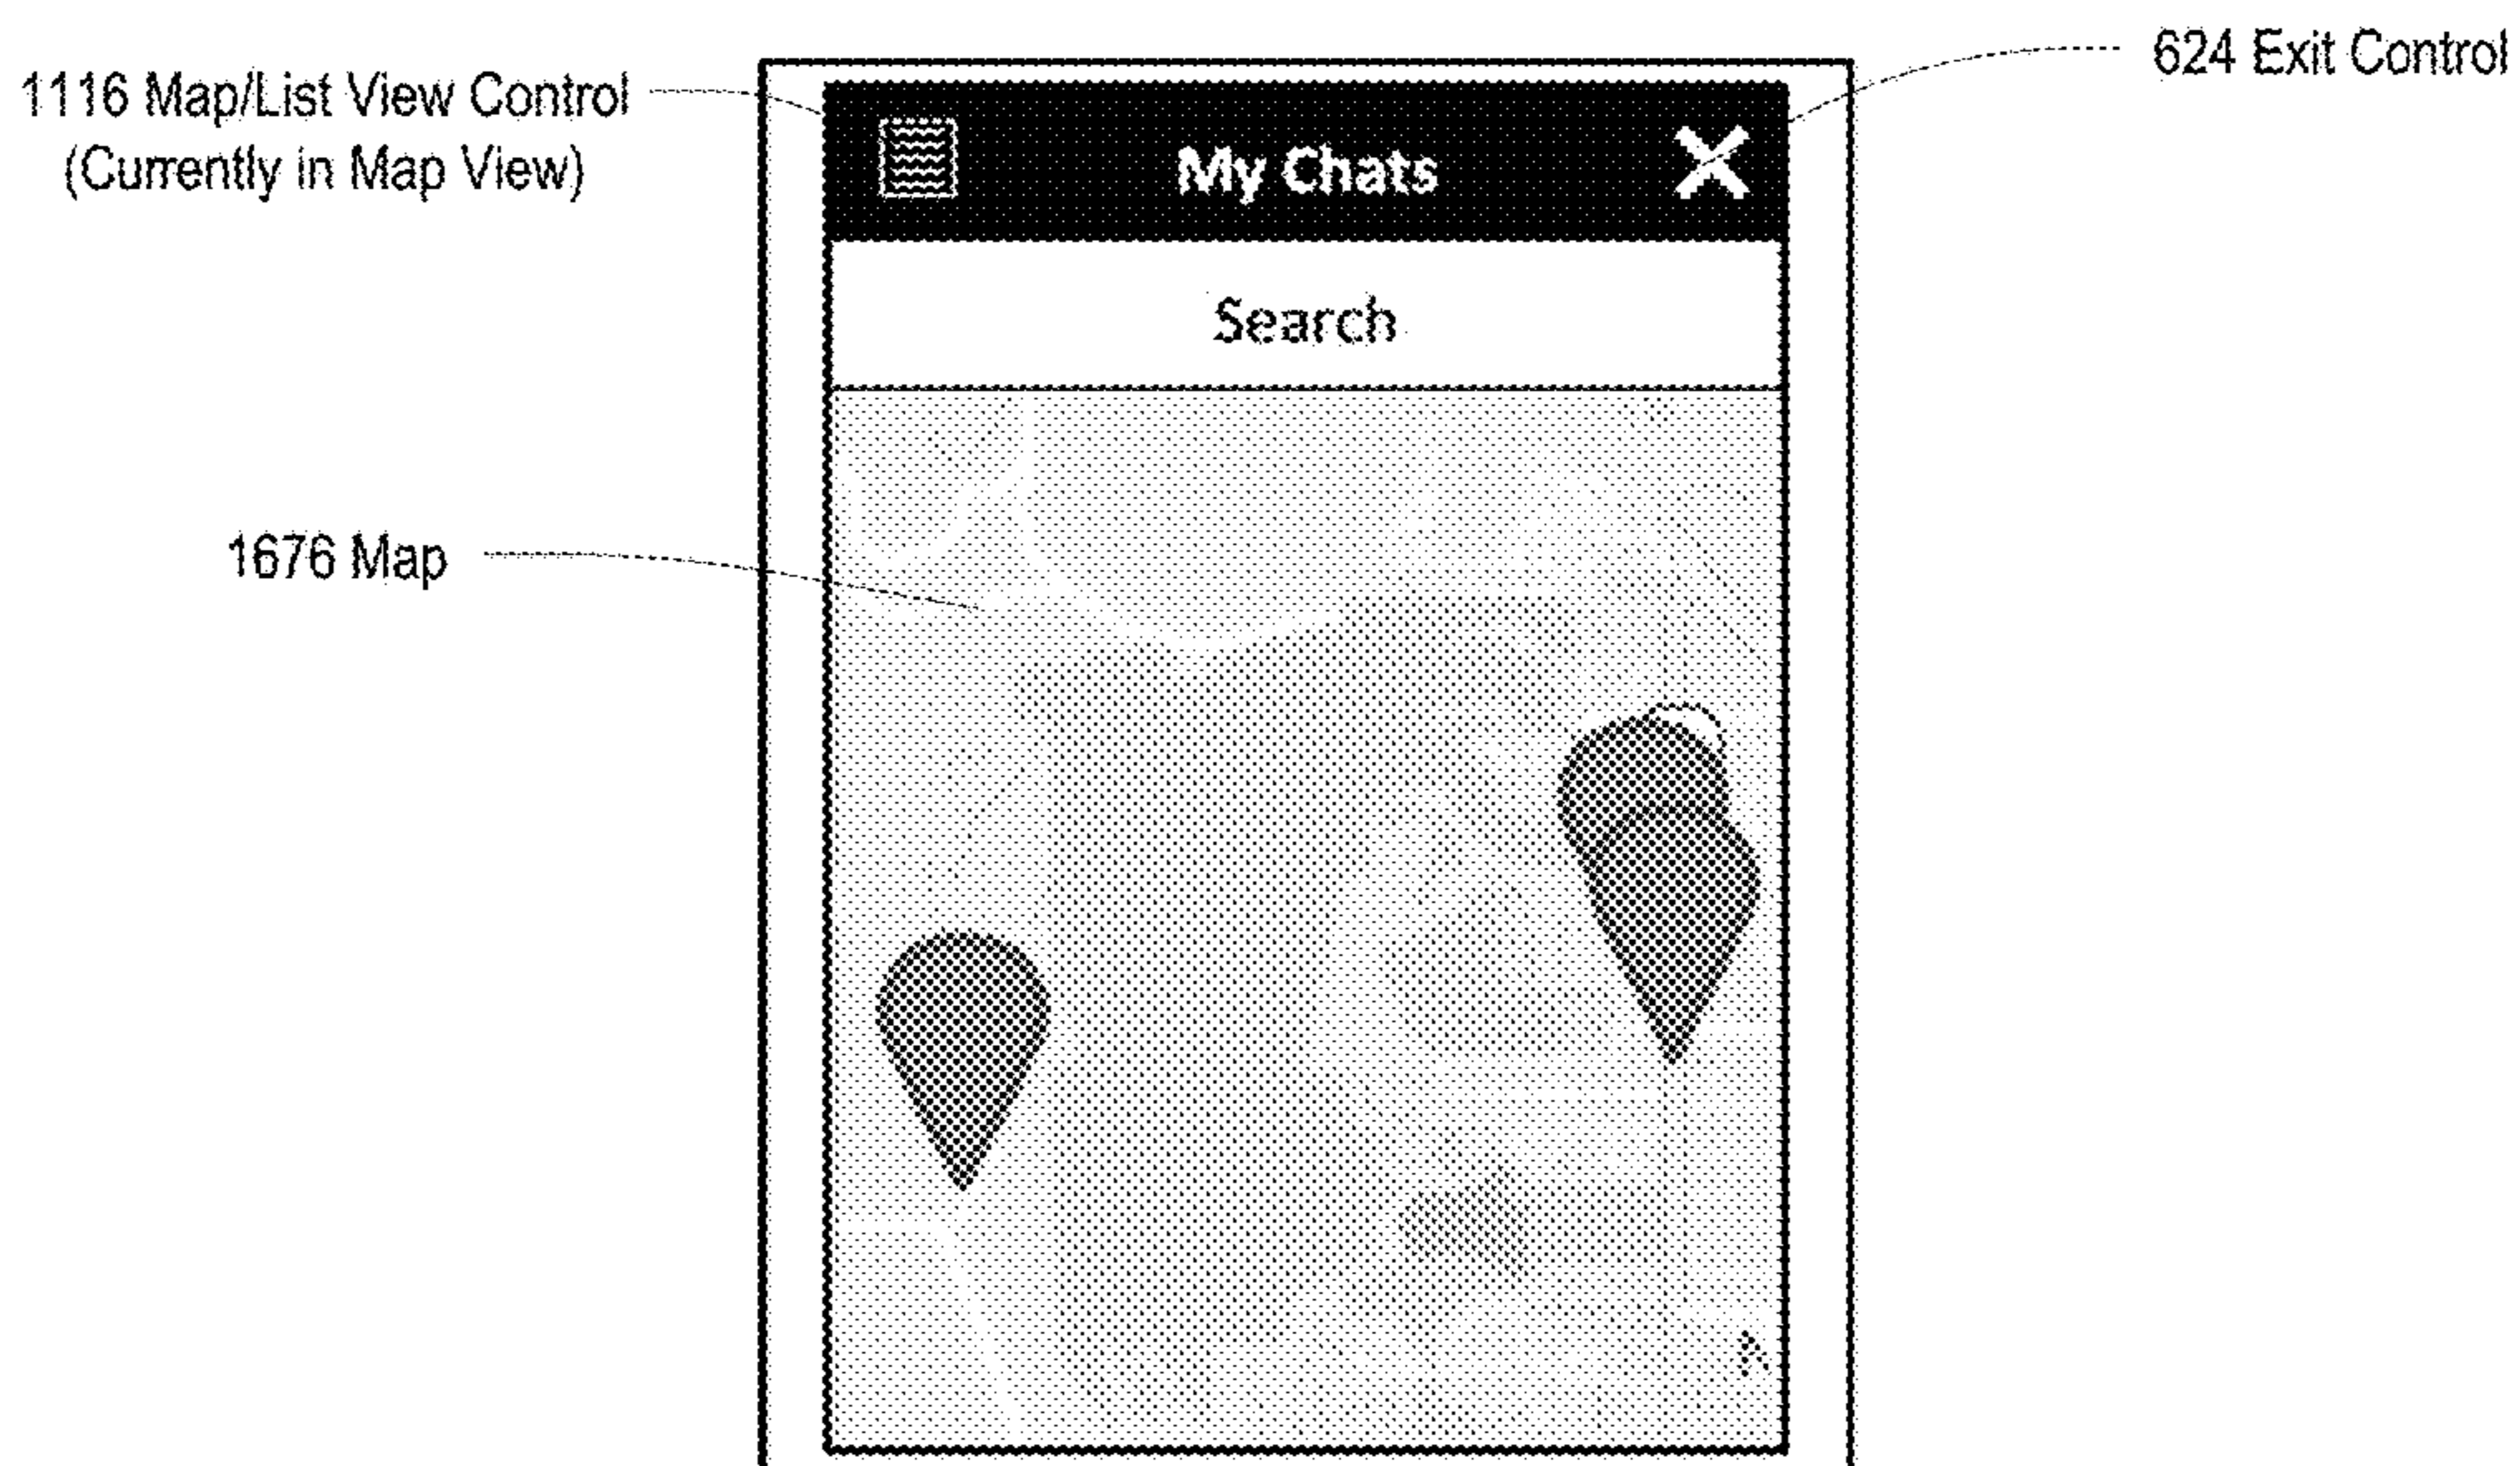 624 Exit Control
1116 Map/List View Control
(Currently in Map View)
My Chats
Search
1676 Map